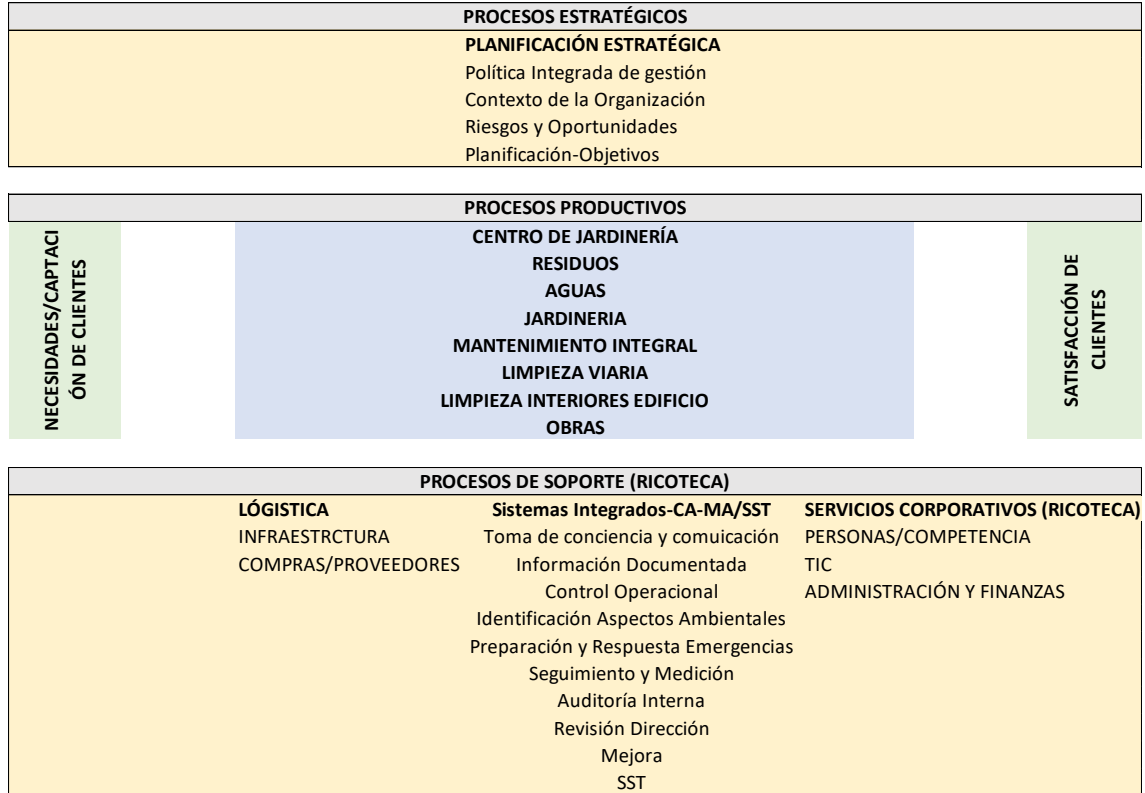 PROCESOS ESTRATÉGICOS
PLANIFICACIÓN ESTRATÉGICA
Política Integrada de gestión
Contexto de la Organización
Riesgos y Oportunidades
Planificación-Objetivos
PROCESOS PRODUCTIVOS
NECESIDADES/CAPTACI
ÓN DE CLIENTES
CENTRO DE JARDINERÍA
RESIDUOS
AGUAS
JARDINERIA
MANTENIMIENTO INTEGRAL
LIMPIEZA VIARIA
LIMPIEZA INTERIORES EDIFICIO
OBRAS
SATISFACCIÓN DE
CLIENTES
PROCESOS DE SOPORTE (RICOTECA)
LÓGISTICA
INFRAESTRCTURA
COMPRAS/PROVEEDORES
Sistemas Integrados-CA-MA/SST
Toma de conciencia y comuicación
Información Documentada
Control Operacional
Identificación Aspectos Ambientales
Preparación y Respuesta Emergencias
Seguimiento y Medición
Auditoría Interna
Revisión Dirección
Mejora
SST
SERVICIOS CORPORATIVOS (RICOTECA)
PERSONAS/COMPETENCIA
TIC
ADMINISTRACIÓN Y FINANZAS